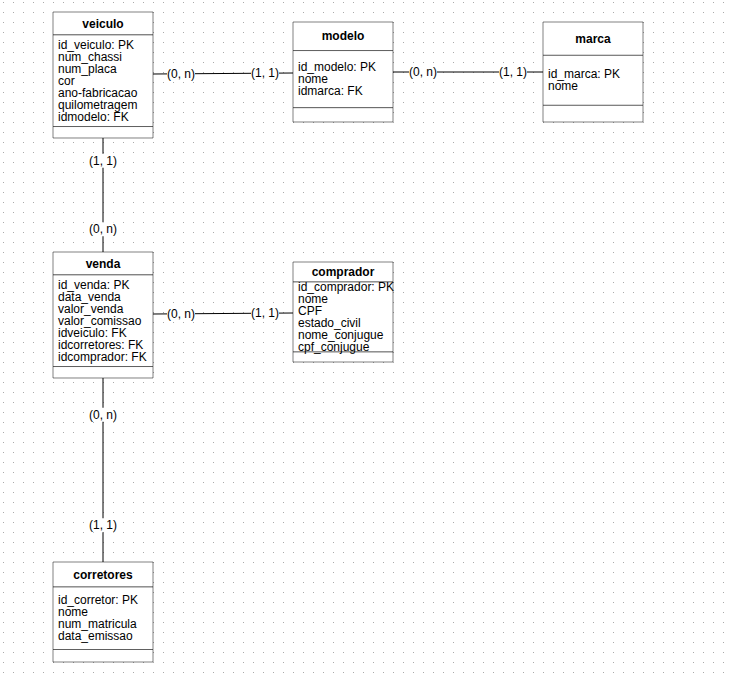 veiculo
id_veiculo: PK
num_chassi
num_placa
cor
ano-fabricacao
quilometragem
idmodelo: FK
(0, n)
(1, 1)
modelo
id_modelo: PK
nome
idmarca: FK
(0, n)
(1, 1)
marca
id_marca: PK
nome
(1, 1)
(0, n)
venda
id_venda: PK
data_venda
valor_venda
valor_comissao
idveiculo: FK
idcorretores: FK
idcomprador: FK
(0, n)
(1, 1)
comprador
id_comprador: PK
nome
CPF
estado_civil
nome_conjugue
cpf_conjugue
(0, n)
(1, 1)
corretores
id_corretor: PK
nome
num_matricula
data_emissao